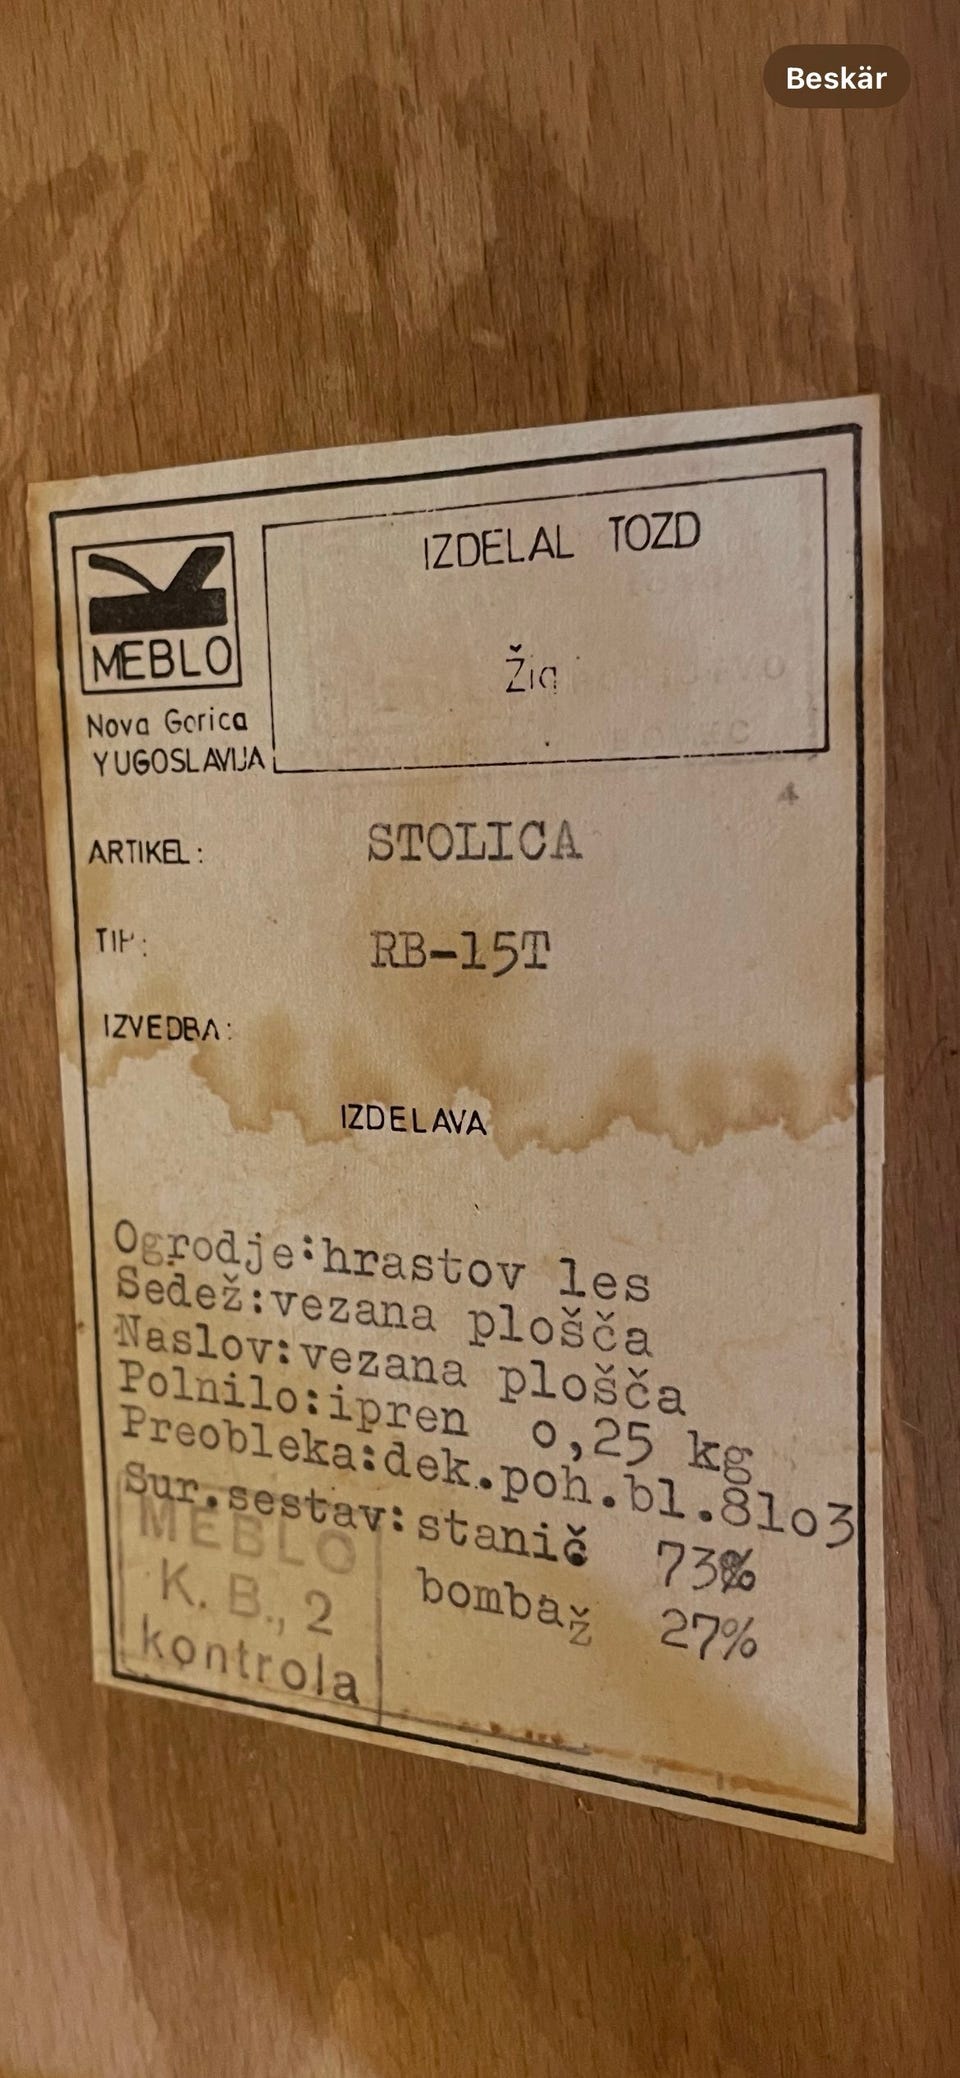 Beskär
IZDELAL TOZD
MEBLO
Žig
Nova Gorica
YUGOSLAVIJA
4
ARTIKEL: STOLICA
TIP: RB-15T
IZVEDBA:
IZDELAVA
Ogrodje:hrastov les
Sedež:vezana plošča
Naslov:vezana plošča
Polnilo:ipren o,25 kg
Preobleka:dek.poh.bl.81o3
Sur.sestav:stanič 73%
bombaž 27%
MEBLO
K. B., 2
kontrola